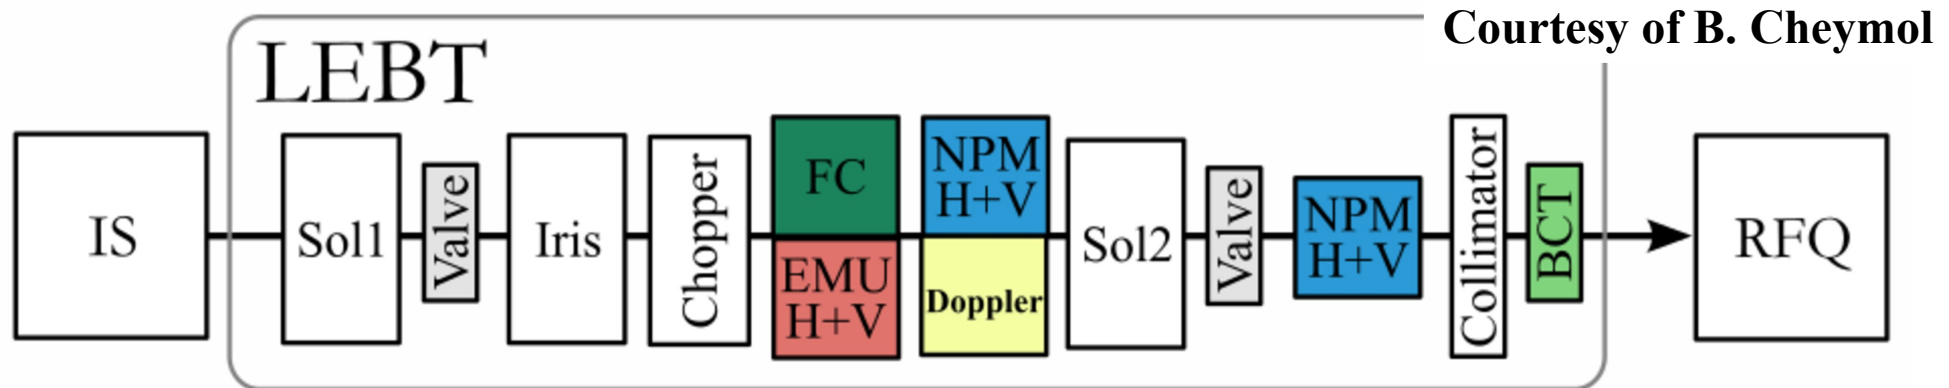 Courtesy of B. Cheymol
LEBT
IS
Sol1
Valve
Iris
Chopper
FC
EMU
H+V
NPM
H+V
Doppler
Sol2
Valve
NPM
H+V
Collimator
BCT
RFQ